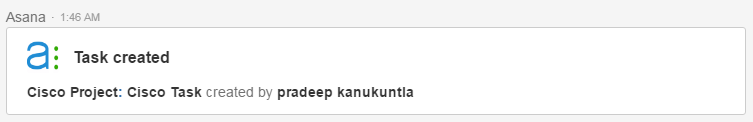 Asana · 1:46 AM
a: Task created
Cisco Project: Cisco Task created by pradeep kanukuntla